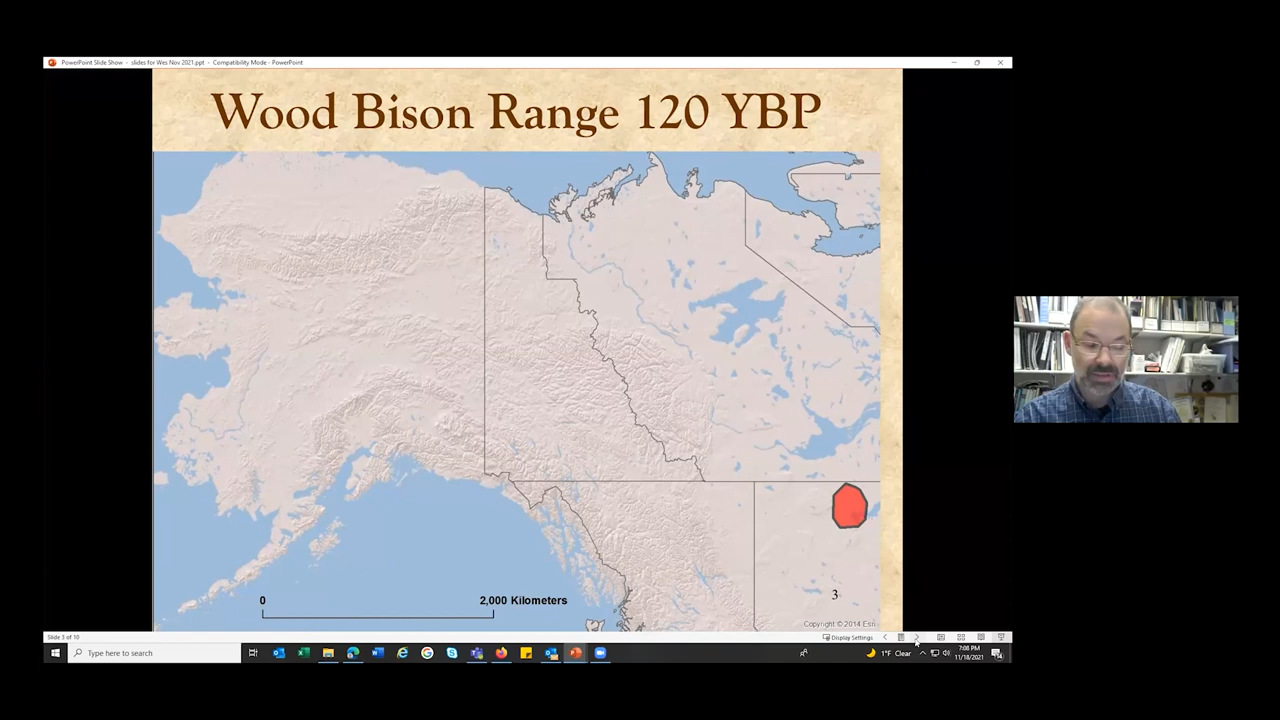 PowerPoint Slide Show - slides for Wes Nov 2021.ppt - Compatibility Mode - PowerPoint
Wood Bison Range 120 YBP
0 2,000 Kilometers
3
Copyright © 2014 Esri
Slide 3 of 10
Display Settings
Type here to search
1°F Clear
7:08 PM
11/18/2021